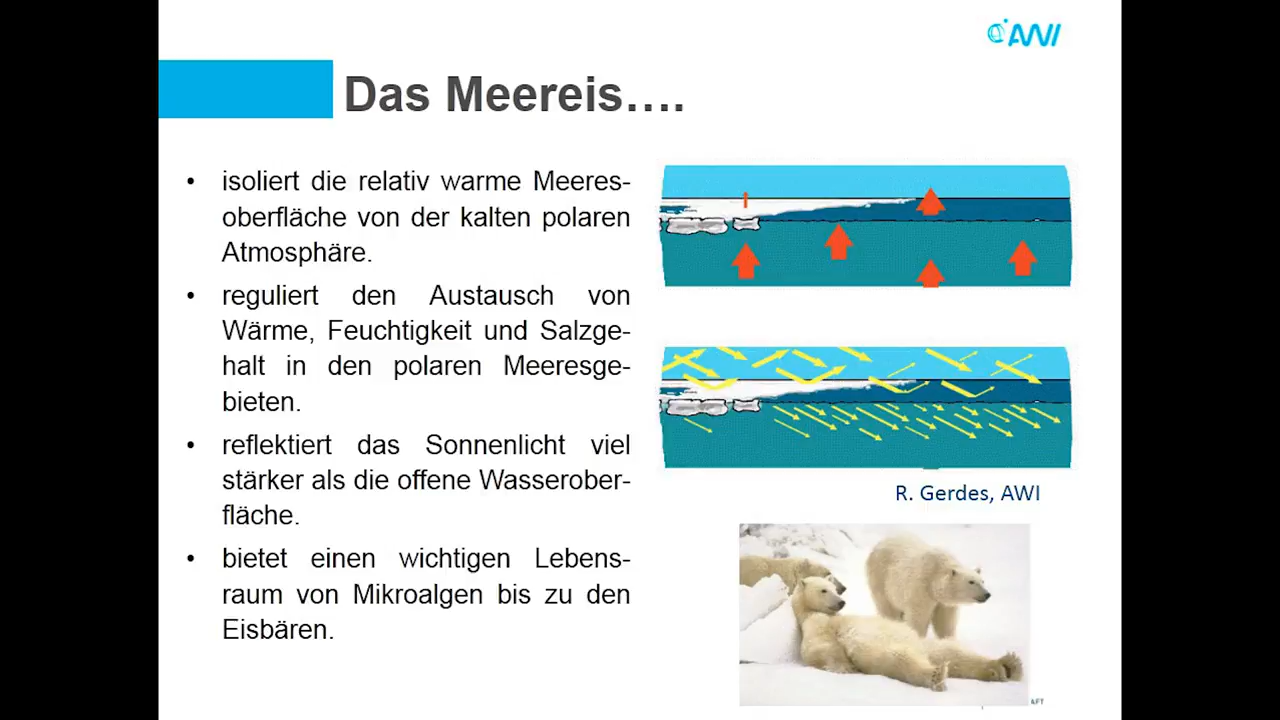 AWI
Das Meereis….
• isoliert die relativ warme Meeres-
oberfläche von der kalten polaren
Atmosphäre.
• reguliert den Austausch von
Wärme, Feuchtigkeit und Salzge-
halt in den polaren Meeresge-
bieten.
• reflektiert das Sonnenlicht viel
stärker als die offene Wasserober-
fläche.
• bietet einen wichtigen Lebens-
raum von Mikroalgen bis zu den
Eisbären.
R. Gerdes, AWI